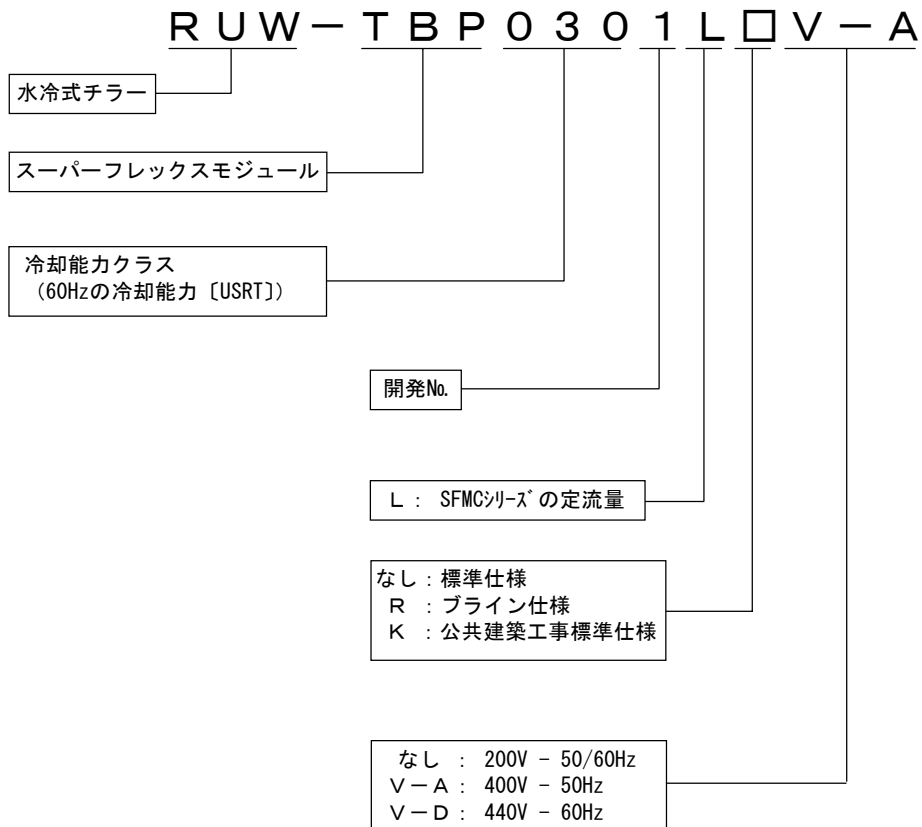 RUW－TBP0301L□V－A
水冷式チラー
スーパーフレックスモジュール
冷却能力クラス
（60Hzの冷却能力〔USRT〕）
開発№
L： SFMCｼﾘｰｽﾞの定流量
なし：標準仕様
R ：ブライン仕様
K ：公共建築工事標準仕様
なし ： 200V － 50/60Hz
V－A： 400V － 50Hz
V－D： 440V － 60Hz